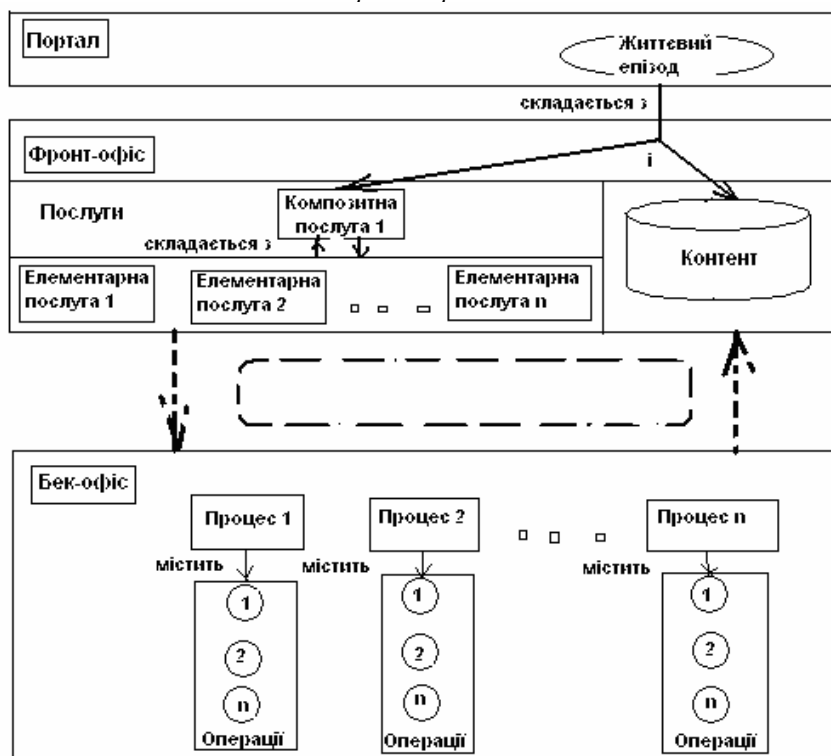 Портал
Життєвий
епізод
складається з
Фронт-офіс
і
Послуги
Композитна
послуга 1
складається з
Контент
Елементарна
послуга 1
Елементарна
послуга 2
Елементарна
послуга n
Бек-офіс
Процес 1
Процес 2
Процес n
містить
містить
містить
1
2
n
Операції
1
2
n
Операції
1
2
n
Операції